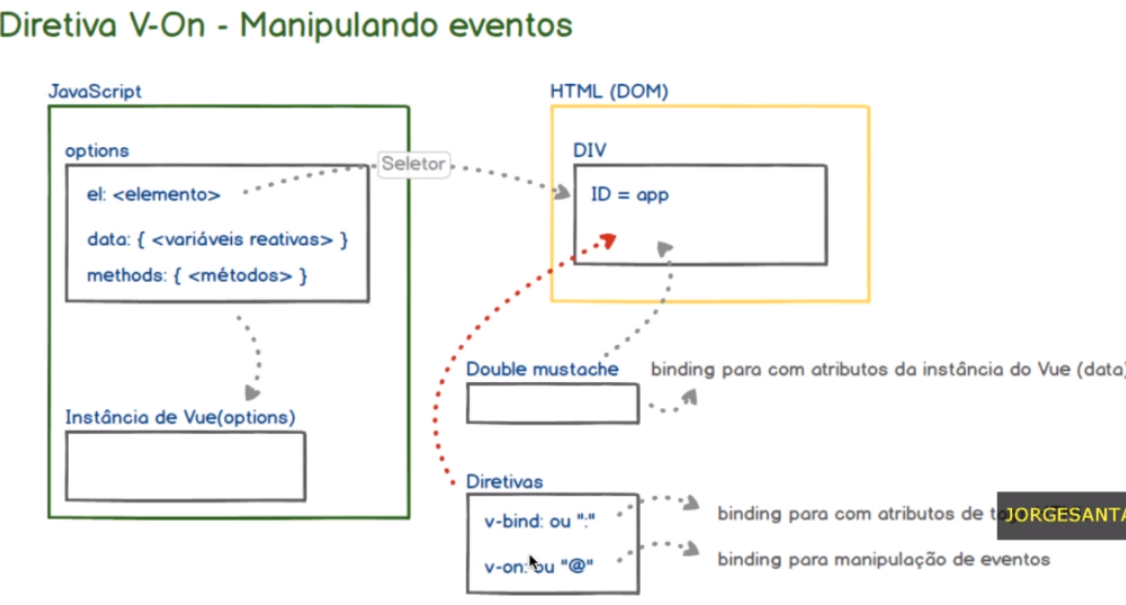 Diretiva V-On - Manipulando eventos
JavaScript
options
el: <elemento>
data: { <variáveis reativas> }
methods: { <métodos> }
Instância de Vue(options)
Seletor
HTML (DOM)
DIV
ID = app
Double mustache
binding para com atributos da instância do Vue (data)
Diretivas
v-bind: ou ":"
binding para com atributos de
v-on: ou "@"
binding para manipulação de eventos
JORGESANTA